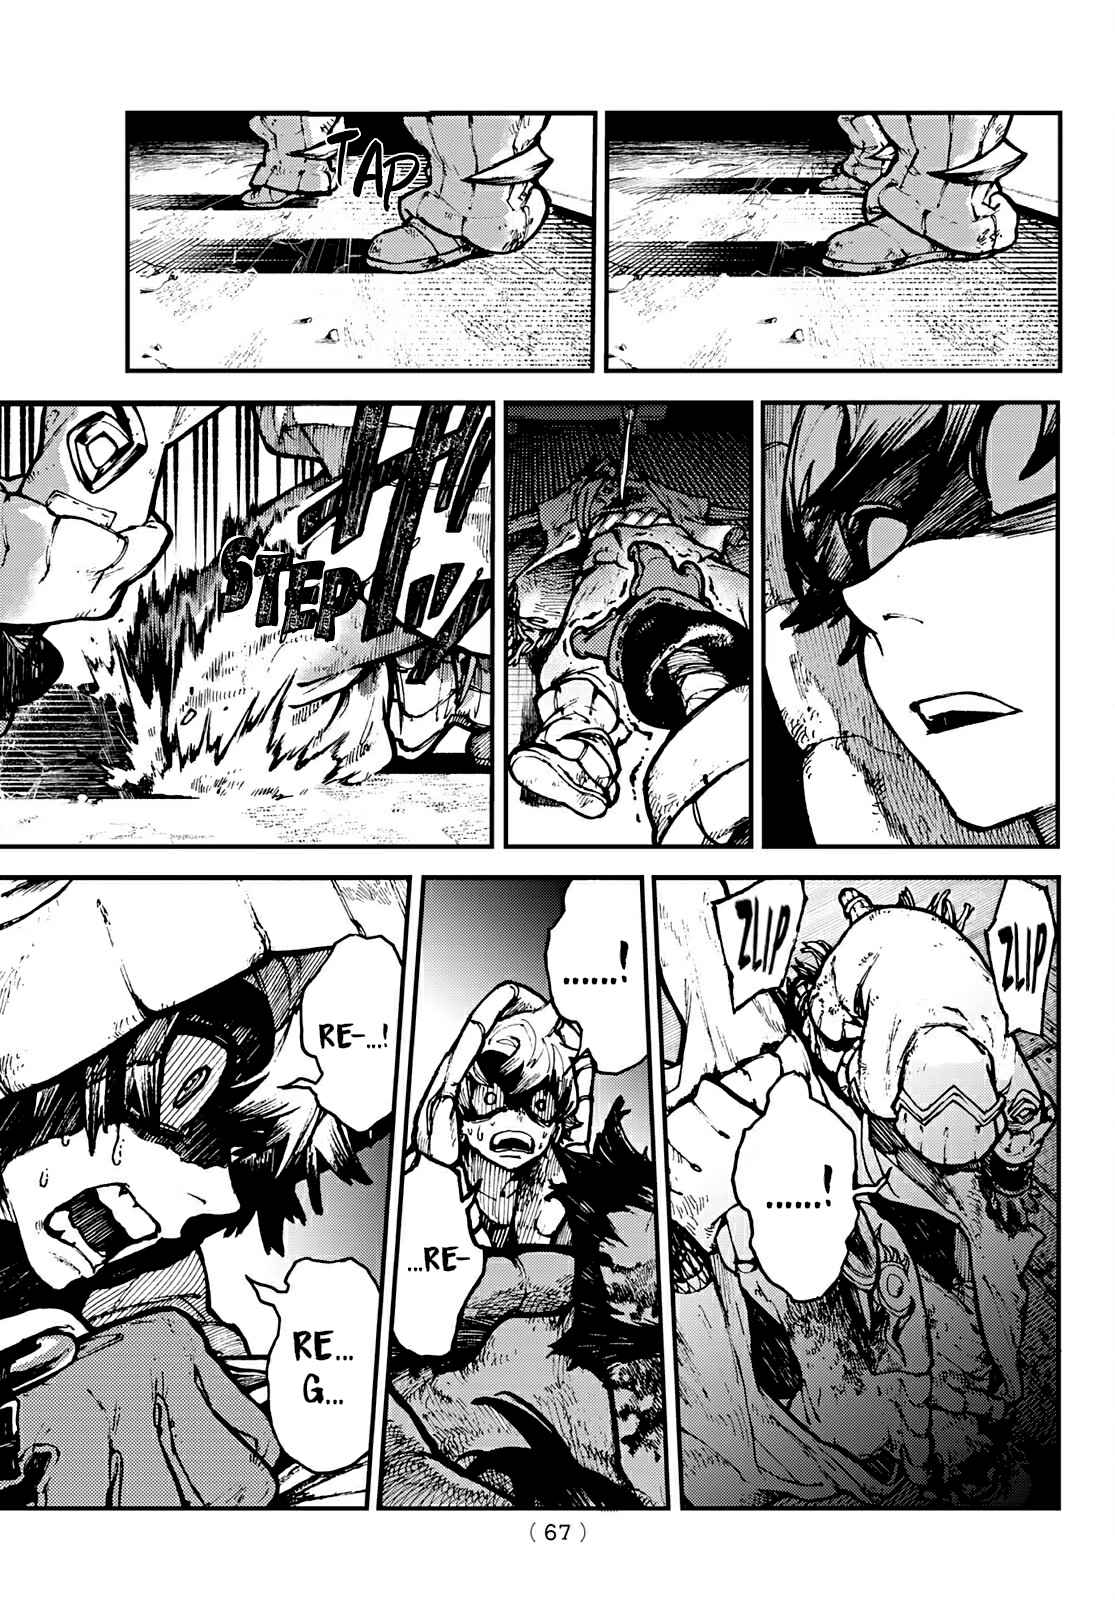 TAP
STEP
ZLIP
ZLIP
......!
......!
...RE-
RE-...!
RE...
G...
( 67 )